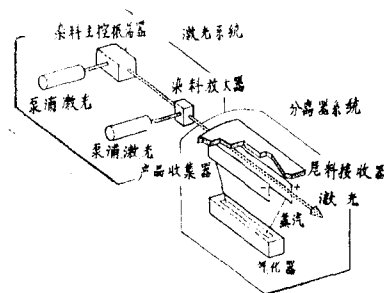 染料主控振荡器
激光系统
泵浦激光
染料放大器
分离器系统
泵浦激光
产品收集器
尾料接收器
- +
激光
蒸汽
汽化器